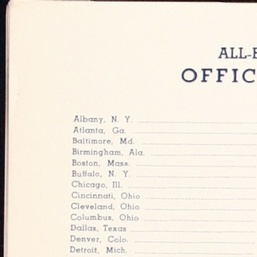 ALL-
OFFIC
Albany, N. Y.
Atlanta, Ga.
Baltimore, Md.
Birmingham, Ala.
Boston, Mass.
Buffalo, N. Y.
Chicago, Ill.
Cincinnati, Ohio
Cleveland, Ohio
Columbus, Ohio
Dallas, Texas
Denver, Colo.
Detroit, Mich.